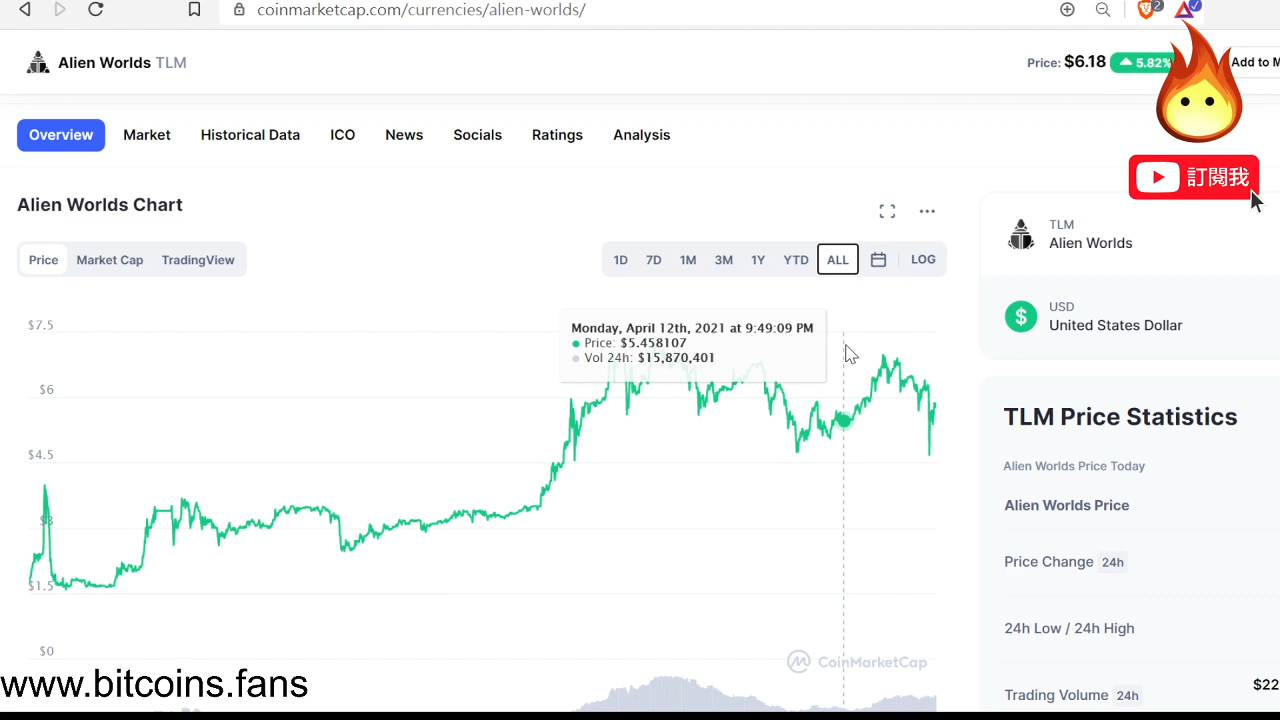 coinmarketcap.com/currencies/alien-worlds/
2
Alien Worlds TLM
Price: $6.18 5.82%
Add to M
Overview Market Historical Data ICO News Socials Ratings Analysis
訂閱我
Alien Worlds Chart
Price Market Cap TradingView
1D 7D 1M 3M 1Y YTD ALL LOG
TLM
Alien Worlds
$
USD
United States Dollar
Monday, April 12th, 2021 at 9:49:09 PM
Price: $5.458107
Vol 24h: $15,870,401
$7.5
$6
$4.5
$3
$1.5
$0
CoinMarketCap
TLM Price Statistics
Alien Worlds Price Today
Alien Worlds Price
Price Change 24h
24h Low / 24h High
Trading Volume 24h
$22
www.bitcoins.fans